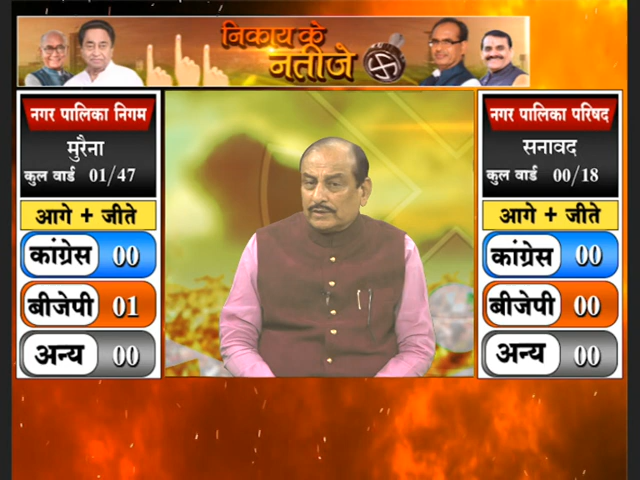 निकाय के
नतीजे
नगर पालिका निगम
मुरैना
कुल वार्ड 01/47
आगे + जीते
कांग्रेस 00
बीजेपी 01
अन्य 00
नगर पालिका परिषद
सनावद
कुल वार्ड 00/18
आगे + जीते
कांग्रेस 00
बीजेपी 00
अन्य 00